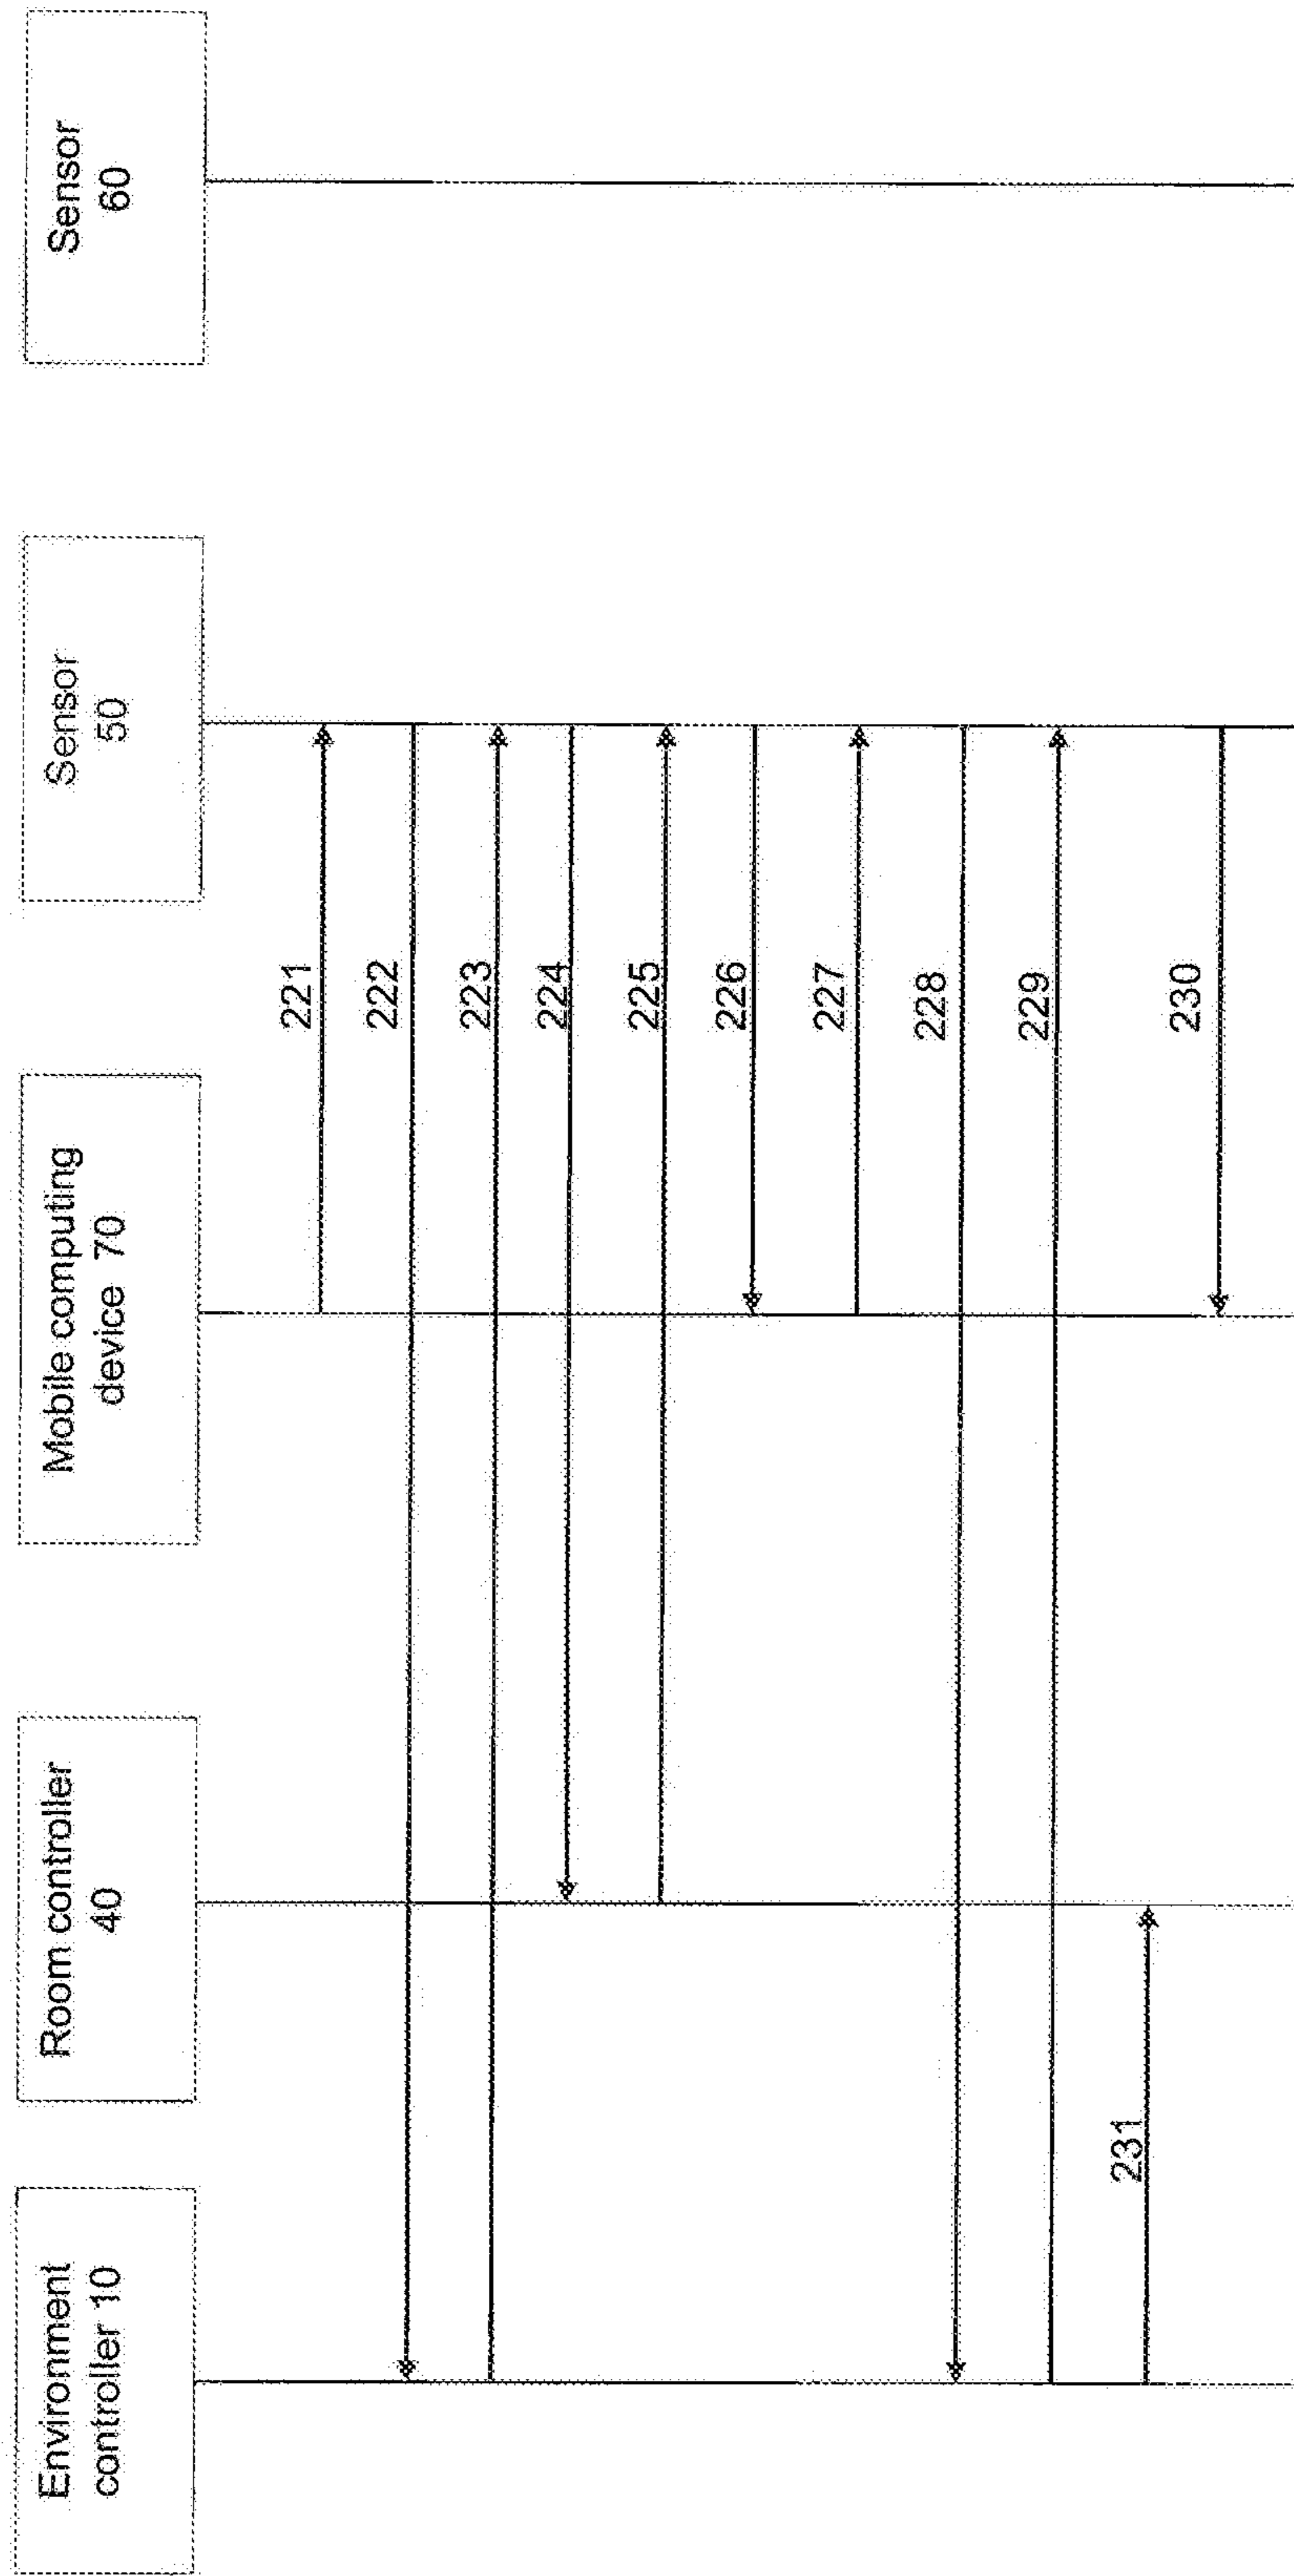 Environment
controller 10
Room controller
40
Mobile computing
device 70
Sensor
50
Sensor
60
221
222
223
224
225
226
227
228
229
231
230